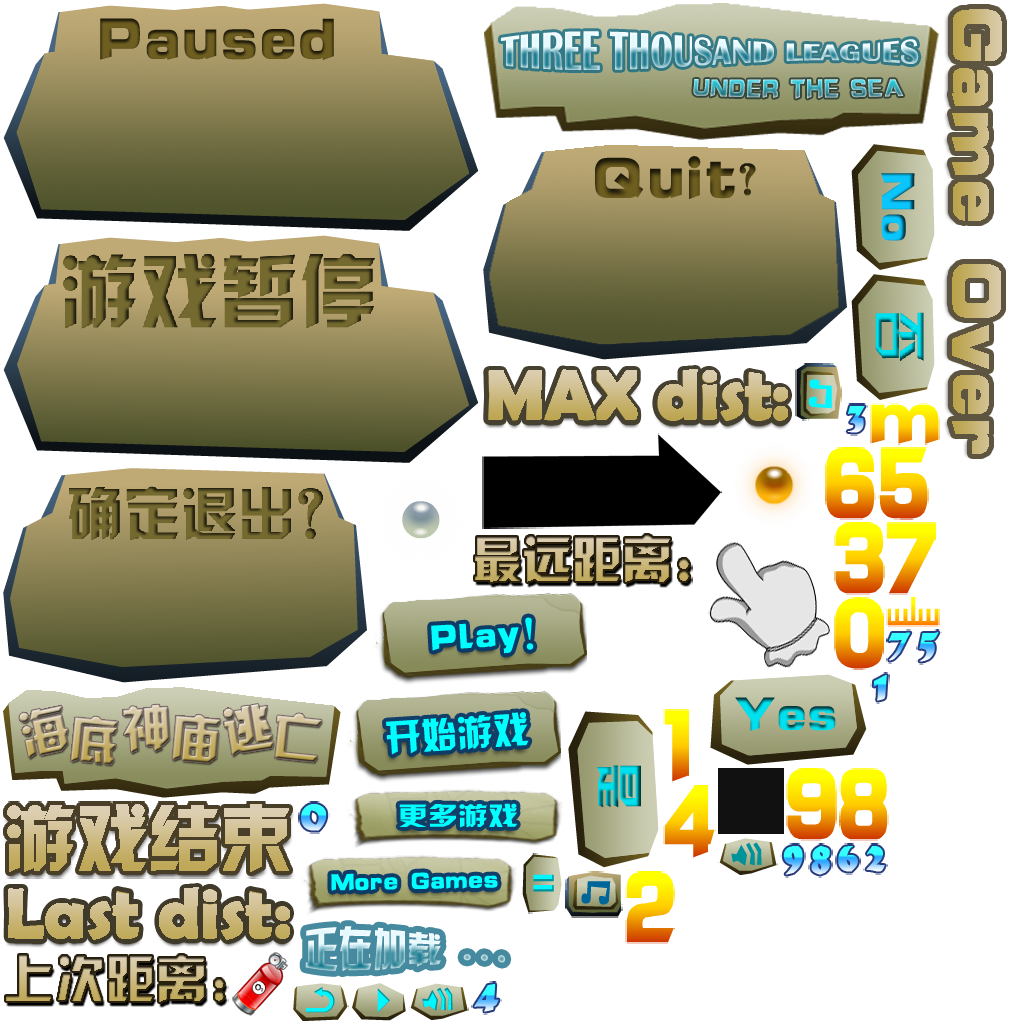 Paused
THREE THOUSAND LEAGUES
UNDER THE SEA
Game Over
Quit?
No
否
游戏暂停
MAX dist:
3
m
65
确定退出?
最远距离:
37
0
75
Play!
1
Yes
海底神庙逃亡
开始游戏
是
1
4
98
游戏结束
0
更多游戏
9862
More Games
2
Last dist:
正在加载 ...
上次距离:
4